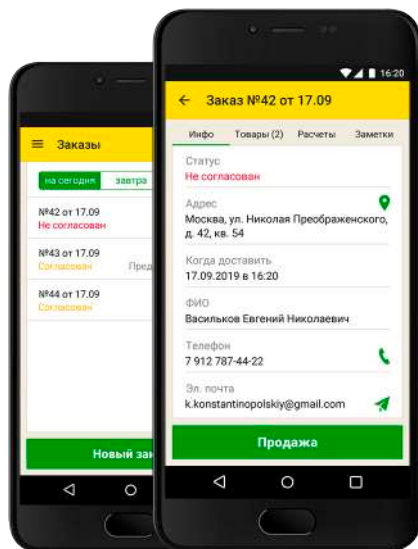 Заказы
на сегодня завтра
№42 от 17.09
Не согласован
№43 от 17.09
Согласован
№44 от 17.09
Согласован
16:20
Заказ №42 от 17.09
Инфо Товары (2) Расчеты Заметки
Статус
Не согласован
Адрес
Москва, ул. Николая Преображенского,
д. 42, кв. 54
Когда доставить
17.09.2019 в 16:20
ФИО
Васильков Евгений Николаевич
Телефон
7 912 787-44-22
Эл. почта
k.konstantinopolskiy@gmail.com
Продажа
Новый